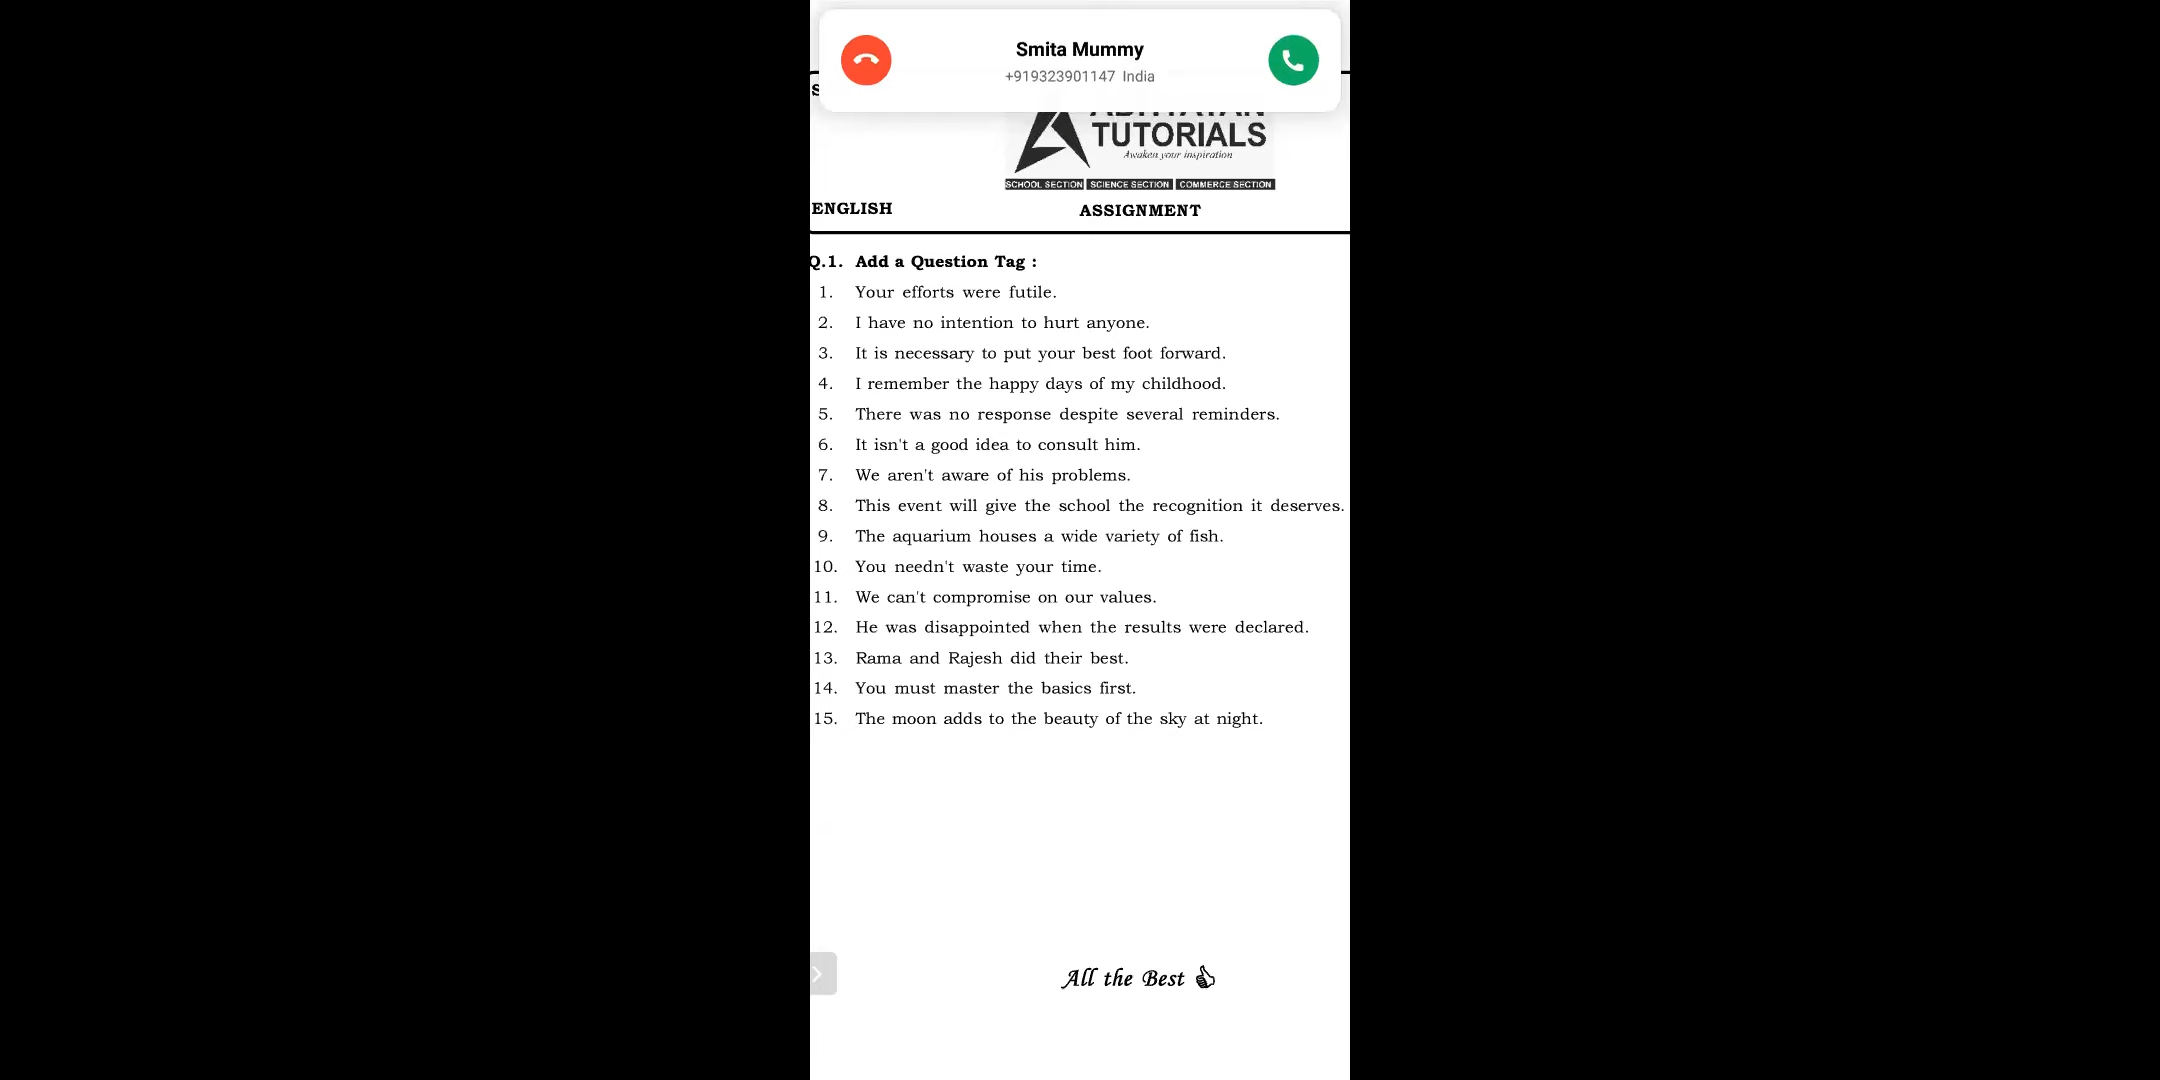 Smita Mummy
+919323901147 India
TUTORIALS
Awaken your inspiration
SCHOOL SECTION SCIENCE SECTION COMMERCE SECTION
ENGLISH ASSIGNMENT
Q.1. Add a Question Tag :
1. Your efforts were futile.
2. I have no intention to hurt anyone.
3. It is necessary to put your best foot forward.
4. I remember the happy days of my childhood.
5. There was no response despite several reminders.
6. It isn't a good idea to consult him.
7. We aren't aware of his problems.
8. This event will give the school the recognition it deserves.
9. The aquarium houses a wide variety of fish.
10. You needn't waste your time.
11. We can't compromise on our values.
12. He was disappointed when the results were declared.
13. Rama and Rajesh did their best.
14. You must master the basics first.
15. The moon adds to the beauty of the sky at night.
All the Best